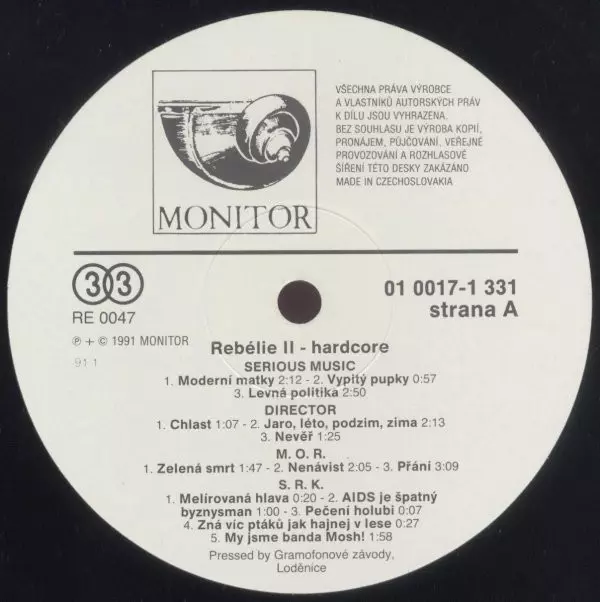 VŠECHNA PRÁVA VÝROBCE
A VLASTNÍKŮ AUTORSKÝCH PRÁV
K DÍLU JSOU VYHRAZENA.
BEZ SOUHLASU JE VÝROBA KOPIÍ,
PRONÁJEM, PŮJČOVÁNÍ, VEŘEJNÉ
PROVOZOVÁNÍ A ROZHLASOVÉ
ŠÍŘENÍ TÉTO DESKY ZAKÁZÁNO
MADE IN CZECHOSLOVAKIA
MONITOR
33
RE 0047
℗ + © 1991 MONITOR
91 1
01 0017-1 331
strana A
Rebélie II - hardcore
SERIOUS MUSIC
1. Moderní matky 2:12 - 2. Vypitý pupky 0:57
3. Levná politika 2:50
DIRECTOR
1. Chlast 1:07 - 2. Jaro, léto, podzim, zima 2:13
3. Nevěř 1:25
M. O. R.
1. Zelená smrt 1:47 - 2. Nenávist 2:05 - 3. Přání 3:09
S. R. K.
1. Melírovaná hlava 0:20 - 2. AIDS je špatný
byznysman 1:00 - 3. Pečení holubi 0:07
4. Zná víc ptáků jak hajnej v lese 0:27
5. My jsme banda Mosh! 1:58
Pressed by Gramofonové závody,
Loděnice